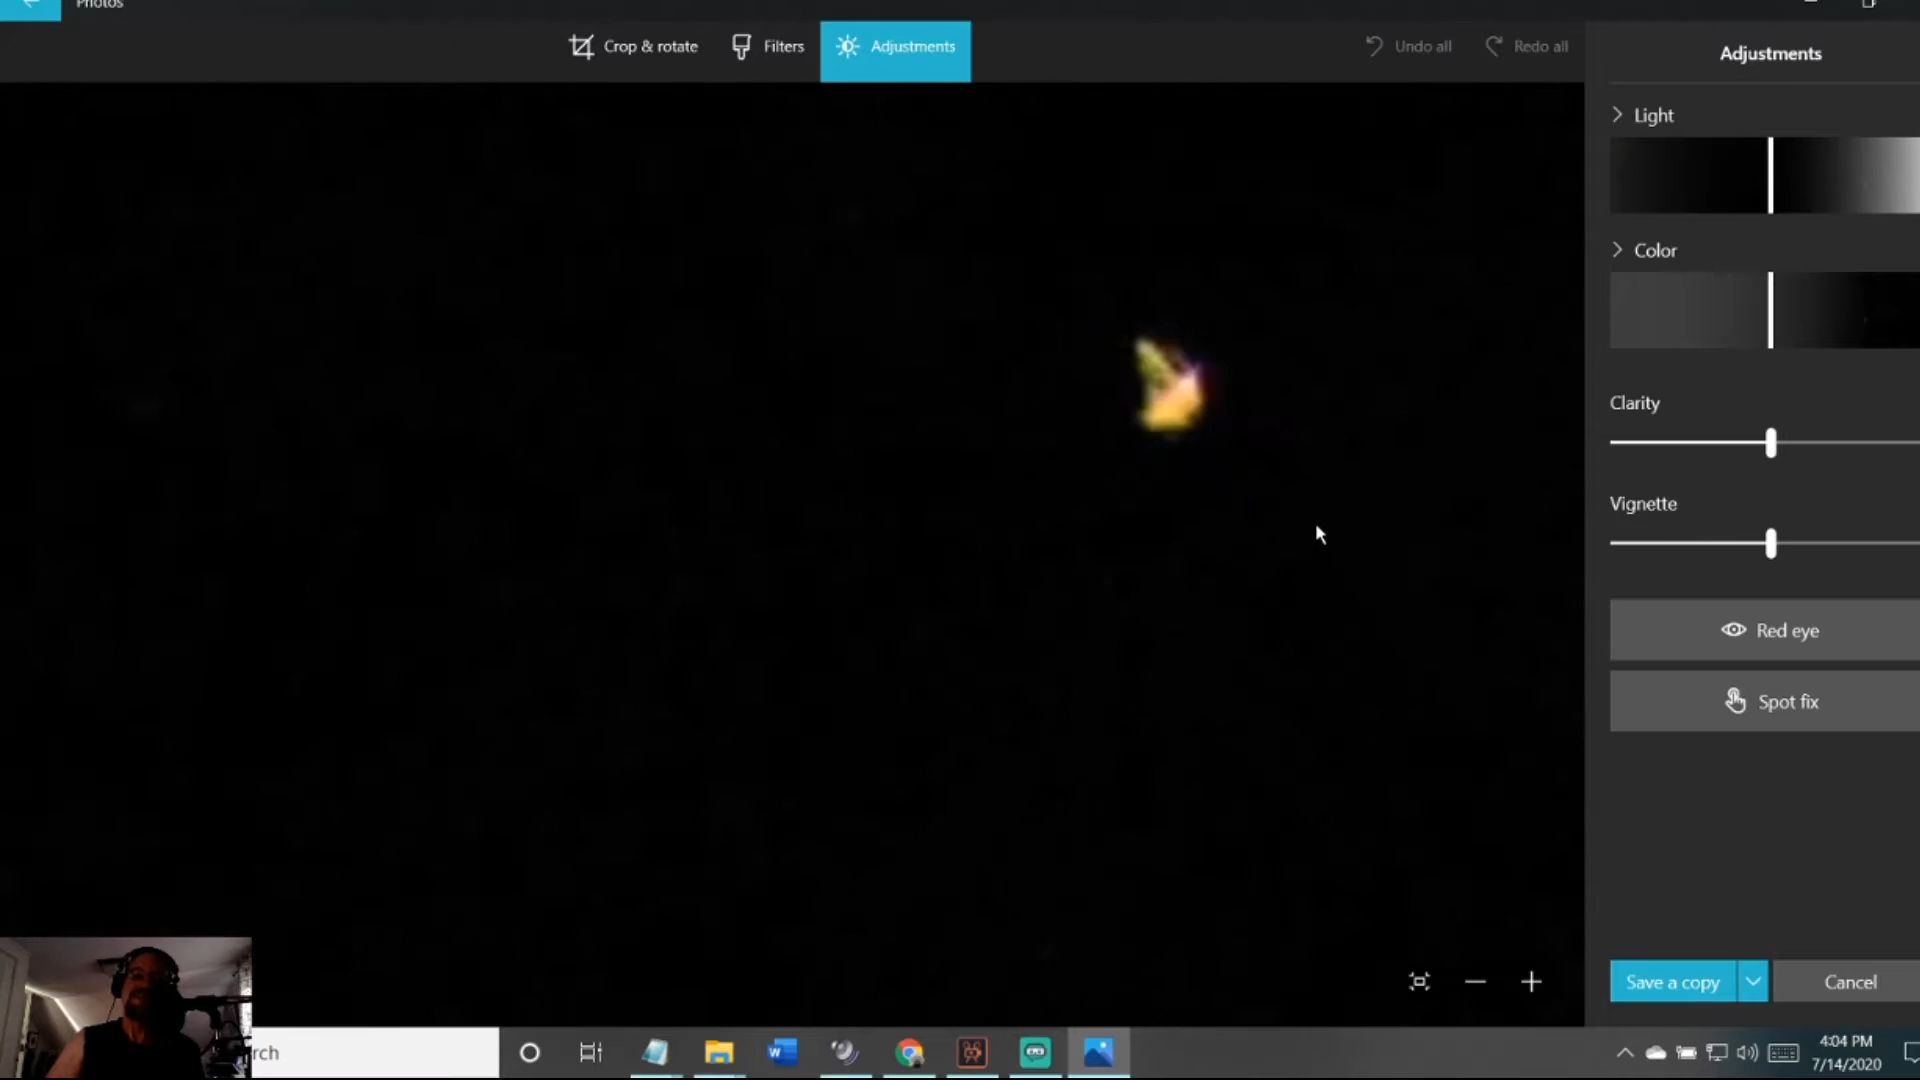 Photos
Crop & rotate
Filters
Adjustments
Undo all
Redo all
Adjustments
Light
Color
Clarity
Vignette
Red eye
Spot fix
Save a copy
Cancel
rch
4:04 PM
7/14/2020